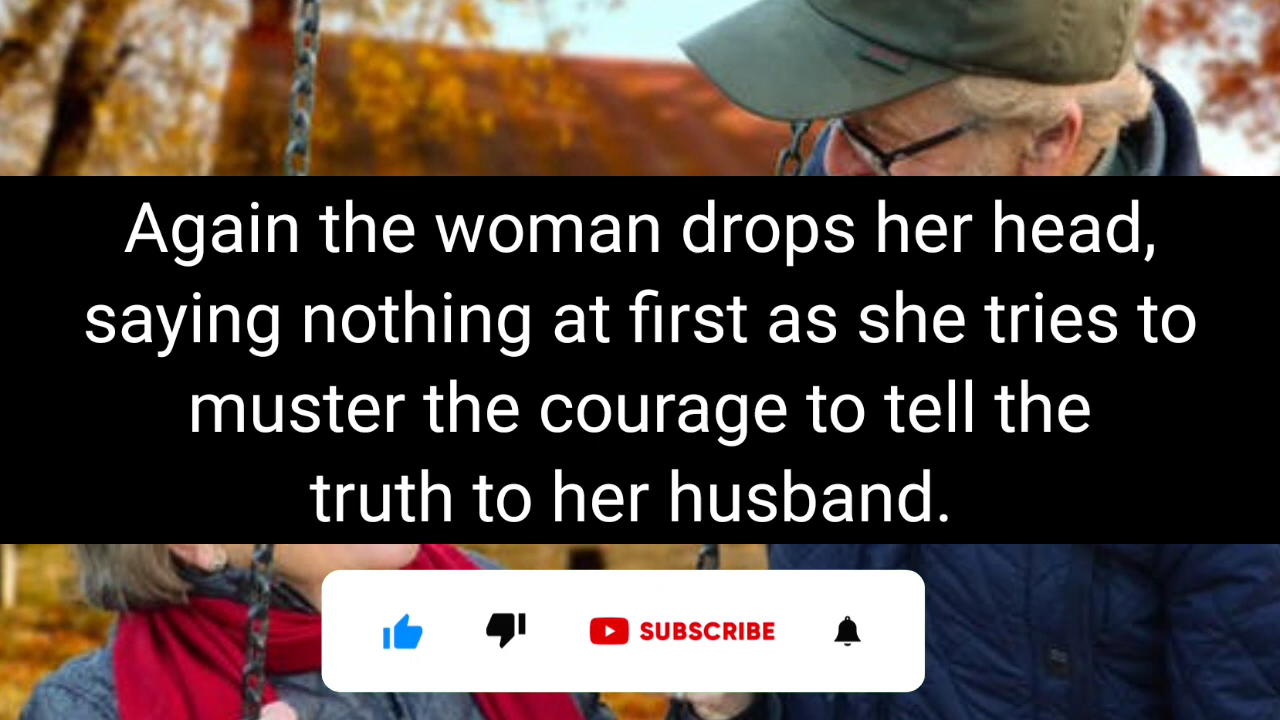 Again the woman drops her head,
saying nothing at first as she tries to
muster the courage to tell the
truth to her husband.
SUBSCRIBE